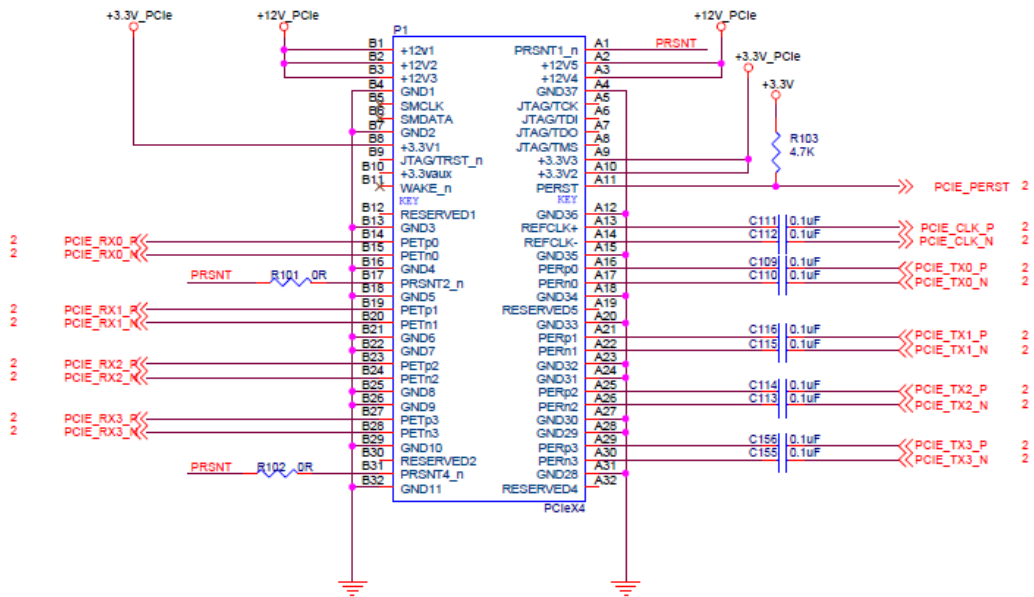 +3.3V_PCIe
+12V_PCIe
+12V_PCIe
P1
B1 +12v1 PRSNT1_n A1 PRSNT
B2 +12V2 +12V5 A2
B3 +12V3 +12V4 A3
+3.3V_PCIe
B4 GND1 GND37 A4
+3.3V
B5 SMCLK JTAG/TCK A5
B6 SMDATA JTAG/TDI A6
B7 GND2 JTAG/TDO A7
B8 +3.3V1 JTAG/TMS A8
R103
4.7K
B9 JTAG/TRST_n +3.3V3 A9
B10 +3.3vaux +3.3V2 A10
B11 WAKE_n PERST A11 PCIE_PERST 2
KEY KEY
B12 RESERVED1 GND36 A12
B13 GND3 REFCLK+ A13 C111 0.1uF PCIE_CLK_P 2
2 PCIE_RX0_P B14 PETp0 REFCLK- A14 C112 0.1uF PCIE_CLK_N 2
2 PCIE_RX0_N B15 PETn0 GND35 A15
B16 GND4 PERp0 A16 C109 0.1uF PCIE_TX0_P 2
PRSNT R101 0R B17 PRSNT2_n PERn0 A17 C110 0.1uF PCIE_TX0_N 2
B18 GND5 GND34 A18
2 PCIE_RX1_P B19 PETp1 RESERVED5 A19
2 PCIE_RX1_N B20 PETn1 GND33 A20
B21 GND6 PERp1 A21 C116 0.1uF PCIE_TX1_P 2
B22 GND7 PERn1 A22 C115 0.1uF PCIE_TX1_N 2
2 PCIE_RX2_P B23 PETp2 GND32 A23
2 PCIE_RX2_N B24 PETn2 GND31 A24
B25 GND8 PERp2 A25 C114 0.1uF PCIE_TX2_P 2
B26 GND9 PERn2 A26 C113 0.1uF PCIE_TX2_N 2
2 PCIE_RX3_P B27 PETp3 GND30 A27
2 PCIE_RX3_N B28 PETn3 GND29 A28
B29 GND10 PERp3 A29 C156 0.1uF PCIE_TX3_P 2
B30 RESERVED2 PERn3 A30 C155 0.1uF PCIE_TX3_N 2
PRSNT R102 0R B31 PRSNT4_n GND28 A31
B32 GND11 RESERVED4 A32
PCIeX4